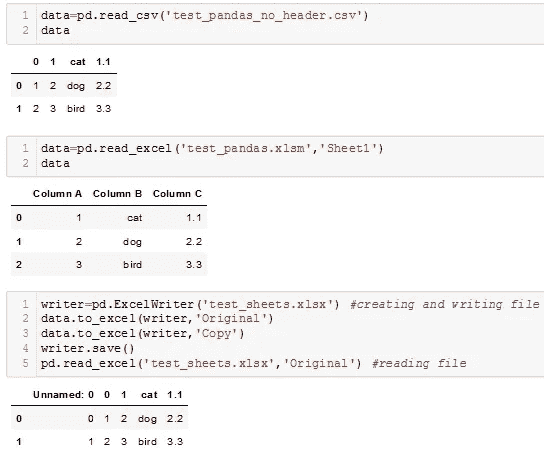 1 data=pd.read_csv('test_pandas_no_header.csv')
2 data
0 1 cat 1.1
0 1 2 dog 2.2
1 2 3 bird 3.3
1 data=pd.read_excel('test_pandas.xlsm','Sheet1')
2 data
Column A Column B Column C
0 1 cat 1.1
1 2 dog 2.2
2 3 bird 3.3
1 writer=pd.ExcelWriter('test_sheets.xlsx') #creating and writing file
2 data.to_excel(writer,'Original')
3 data.to_excel(writer,'Copy')
4 writer.save()
5 pd.read_excel('test_sheets.xlsx','Original') #reading file
Unnamed: 0 0 1 cat 1.1
0 0 1 2 dog 2.2
1 1 2 3 bird 3.3